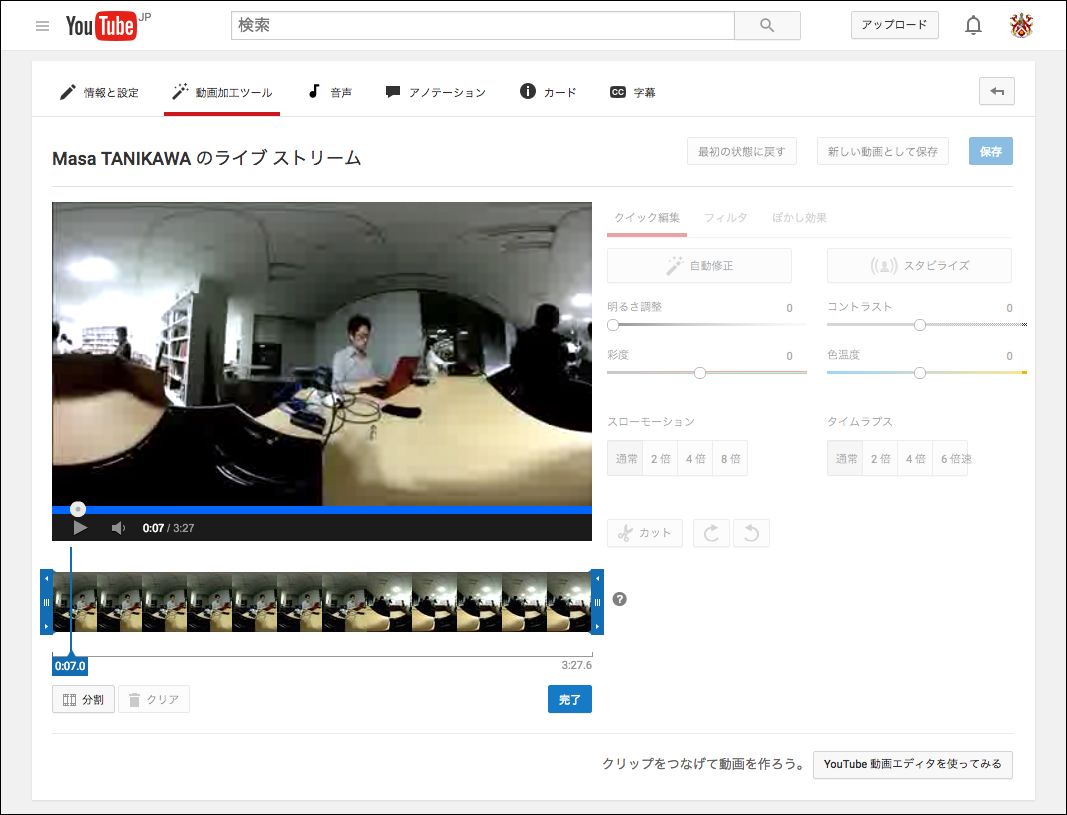 YouTube JP
検索
アップロード
情報と設定
動画加工ツール
音声
アノテーション
カード
CC 字幕
Masa TANIKAWA のライブ ストリーム
最初の状態に戻す
新しい動画として保存
保存
クイック編集 フィルタ ぼかし効果
自動修正
スタビライズ
明るさ調整 0
コントラスト 0
彩度 0
色温度 0
スローモーション
タイムラプス
通常 2 倍 4 倍 8 倍
通常 2 倍 4 倍 6 倍速
カット
0:07 / 3:27
?
0:07.0
3:27.6
分割
クリア
完了
クリップをつなげて動画を作ろう。
YouTube 動画エディタを使ってみる